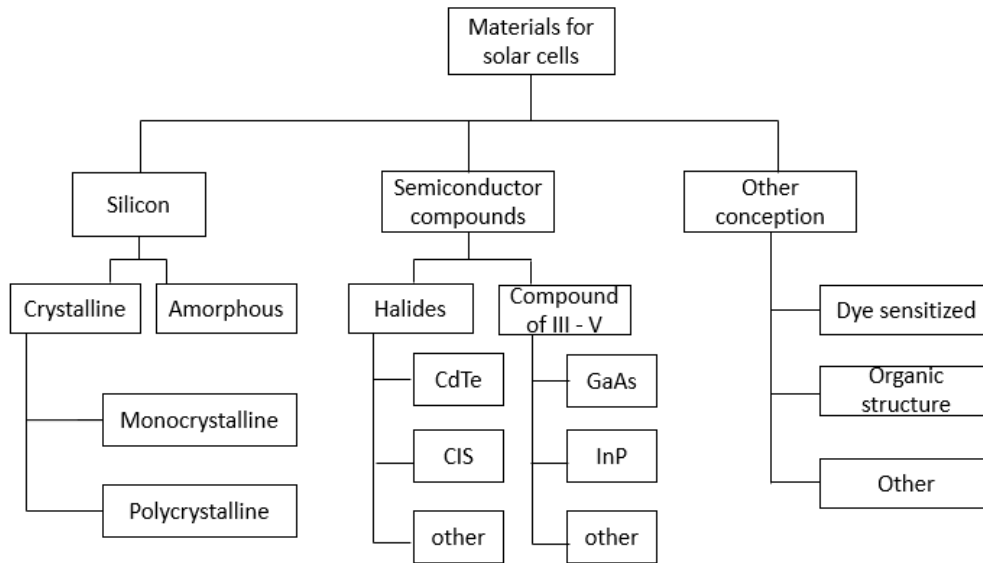 Materials for
solar cells
Silicon
Semiconductor
compounds
Other
conception
Crystalline
Amorphous
Halides
Compound
of III - V
Dye sensitized
CdTe
GaAs
Organic
structure
Monocrystalline
CIS
InP
Other
Polycrystalline
other
other